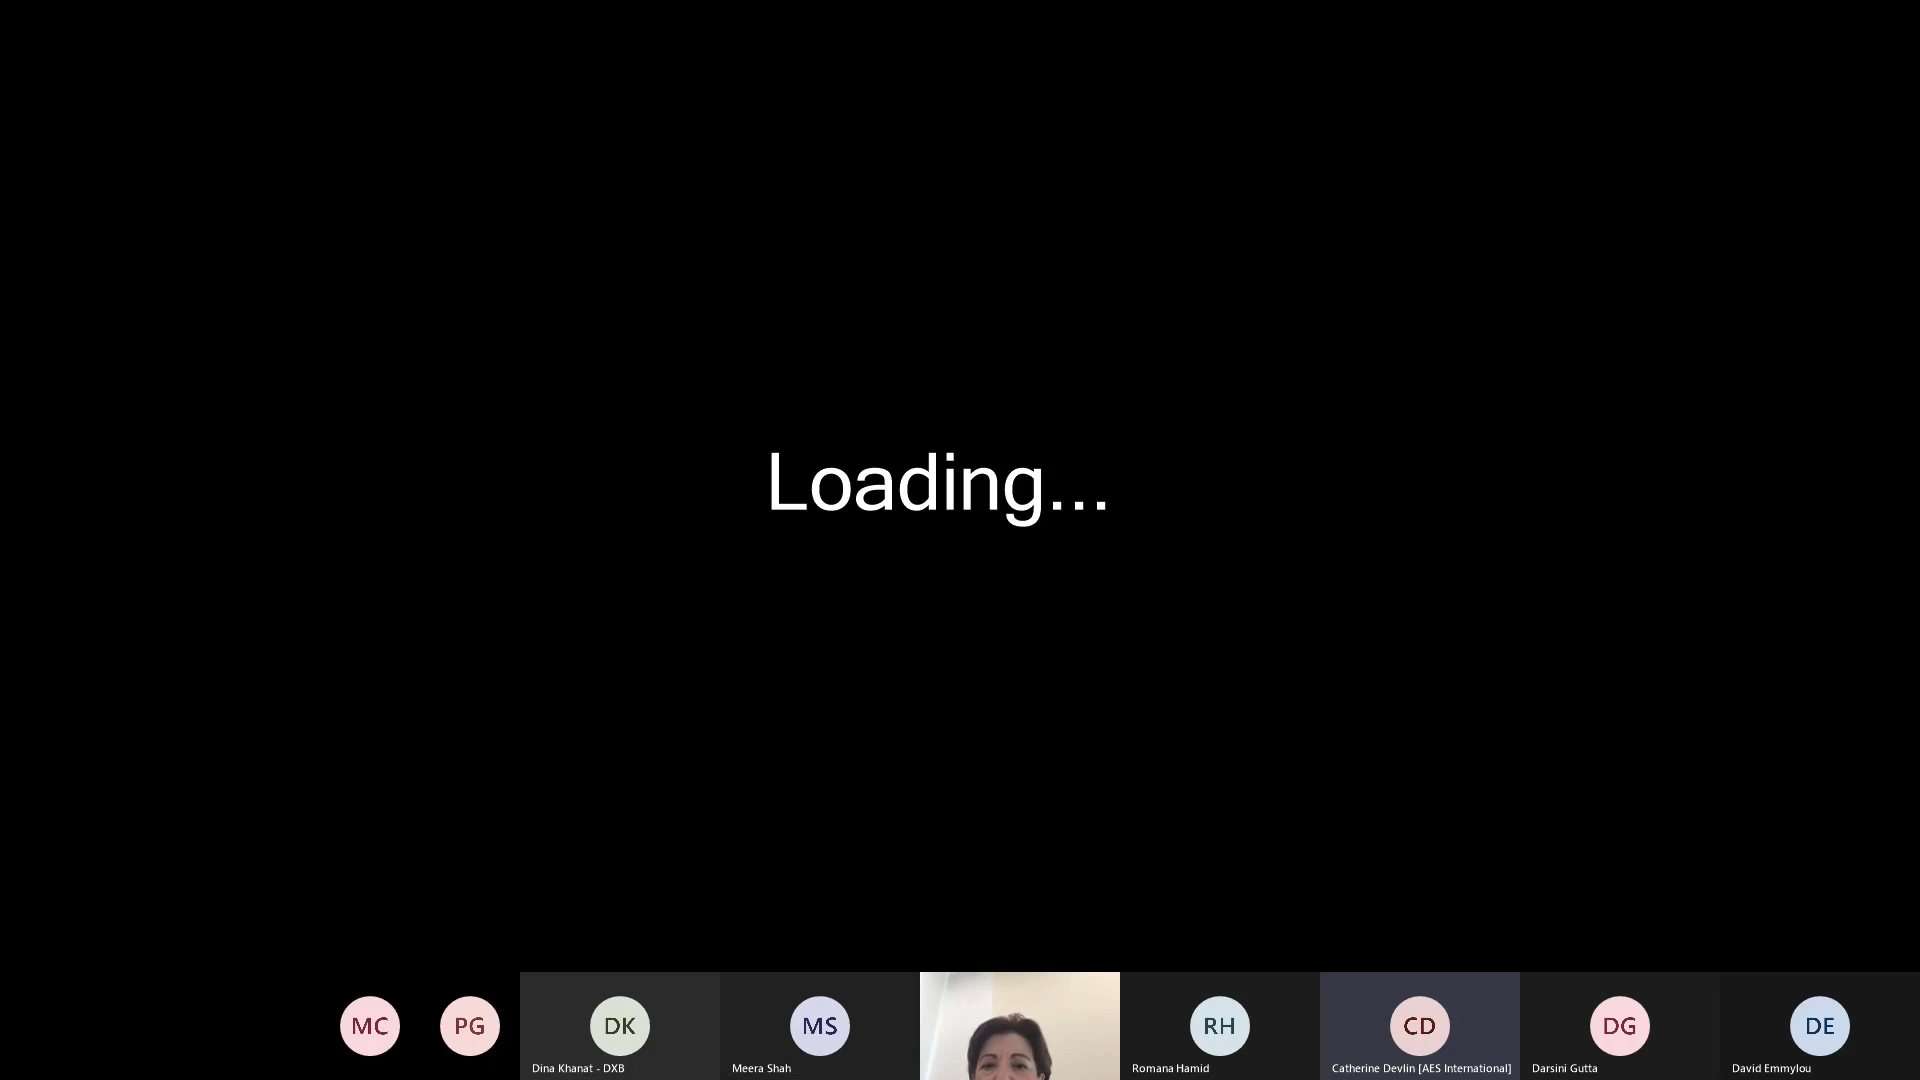 Loading...
MC
PG
DK
Dina Khanat - DXB
MS
Meera Shah
RH
Romana Hamid
CD
Catherine Devlin [AES International]
DG
Darsini Gutta
DE
David Emmylou